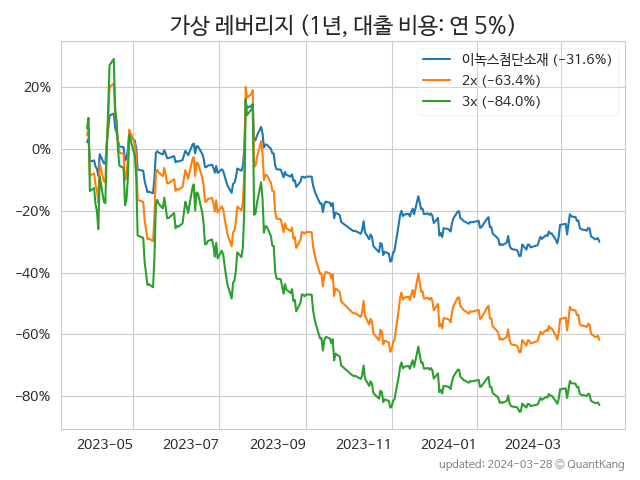 가상 레버리지 (1년, 대출 비용: 연 5%)
이녹스첨단소재 (−31.6%)
2x (−63.4%)
3x (−84.0%)
20%
0%
−20%
−40%
−60%
−80%
2023-05 2023-07 2023-09 2023-11 2024-01 2024-03
updated: 2024-03-28 © QuantKang